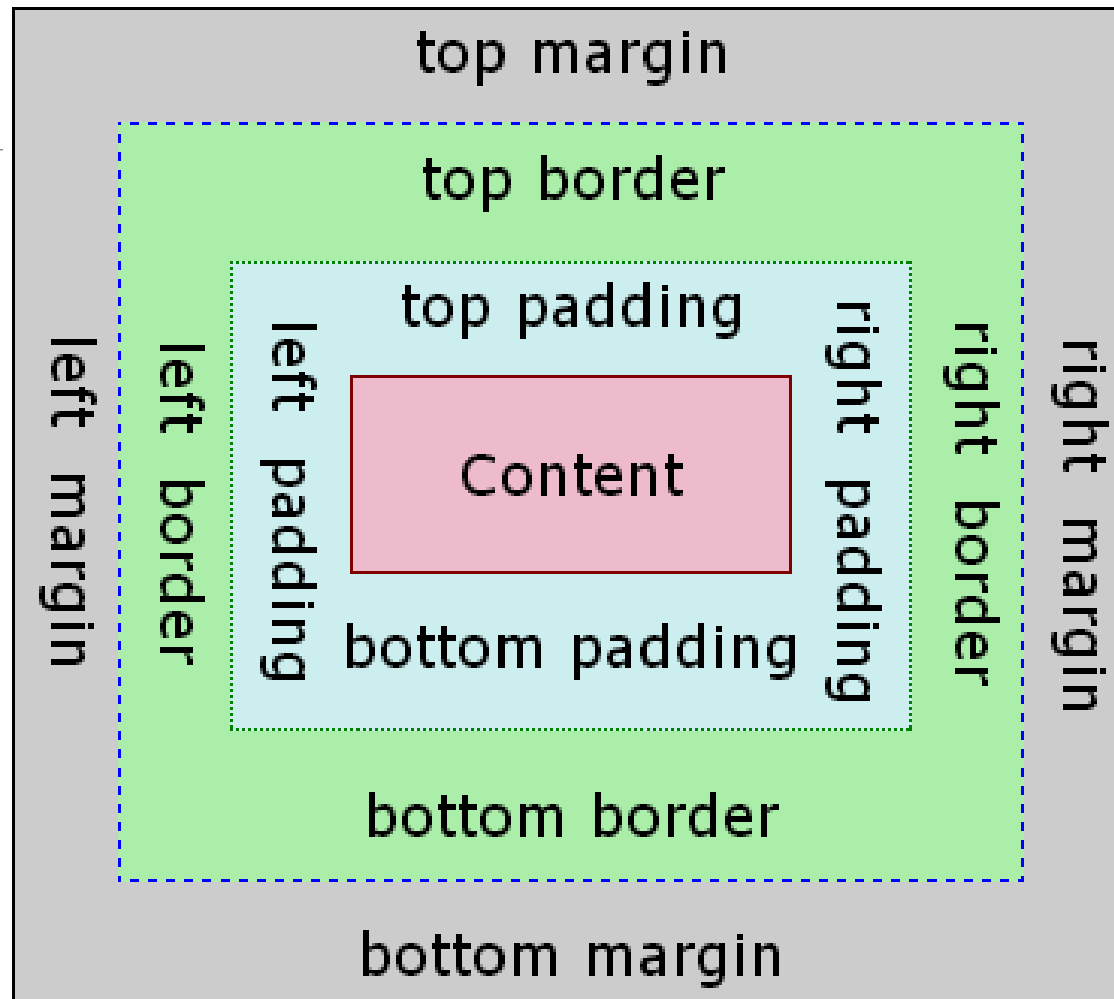 top margin
top border
top padding
left margin
left border
left padding
Content
right padding
right border
right margin
bottom padding
bottom border
bottom margin